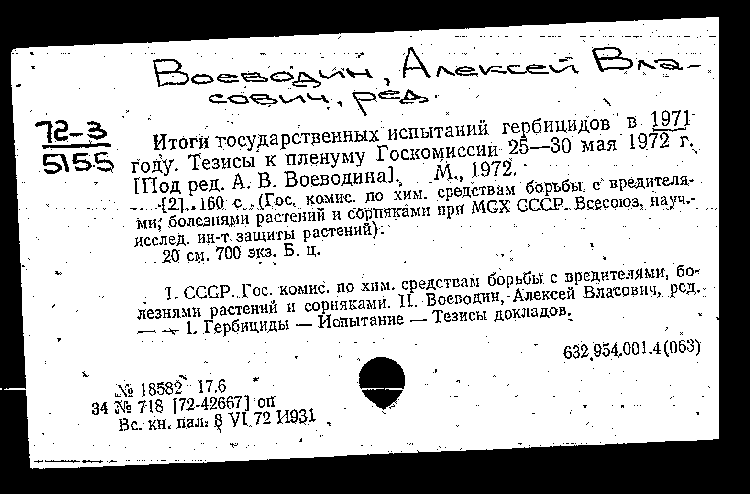 Воеводин, Алексей Вла-
сович, ред.
72-3
5155
Итоги государственных испытаний гербицидов в 1971
году. Тезисы к пленуму Госкомиссии 25—30 мая 1972 г.
[Под ред. А. В. Воеводина]. М., 1972.
[2], 160 с. (Гос. комис. по хим. средствам борьбы с вредителя-
ми, болезнями растений и сорняками при МСХ СССР. Всесоюз. науч.-
исслед. ин-т защиты растений).
20 см. 700 экз. Б. ц.
I. СССР. Гос. комис. по хим. средствам борьбы с вредителями, бо-
лезнями растений и сорняками. II. Воеводин, Алексей Власович, ред.
— — 1. Гербициды — Испытание — Тезисы докладов.
632.954.001.4(063)
№ 18582 17.6
34 № 718 [72-42667] оп
Вс. кн. пал. 8 VI 72 И931